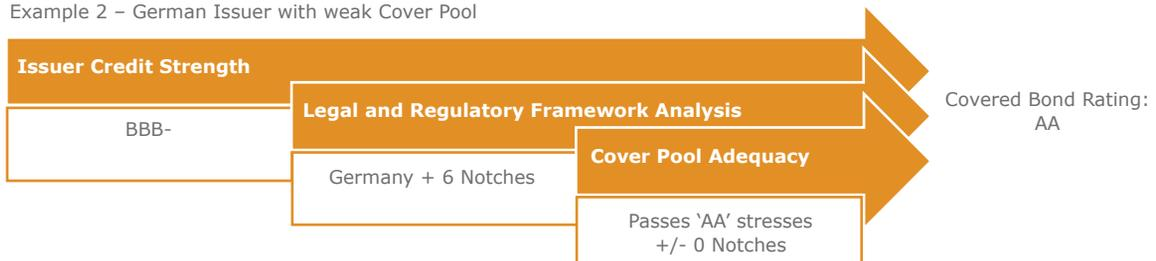 Example 2 – German Issuer with weak Cover Pool
Issuer Credit Strength
BBB-
Legal and Regulatory Framework Analysis
Germany + 6 Notches
Cover Pool Adequacy
Passes ‘AA’ stresses
+/- 0 Notches
Covered Bond Rating:
AA